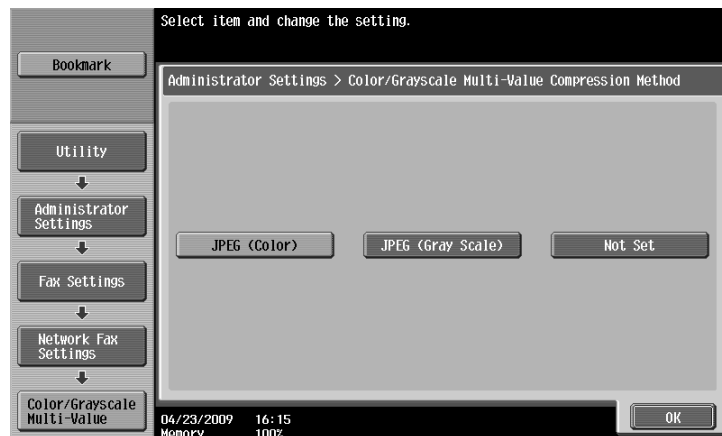 Select item and change the setting.
Bookmark
Administrator Settings > Color/Grayscale Multi-Value Compression Method
Utility
Administrator
Settings
Fax Settings
Network Fax
Settings
Color/Grayscale
Multi-Value
JPEG (Color)
JPEG (Gray Scale)
Not Set
04/23/2009 16:15
Memory 100%
OK